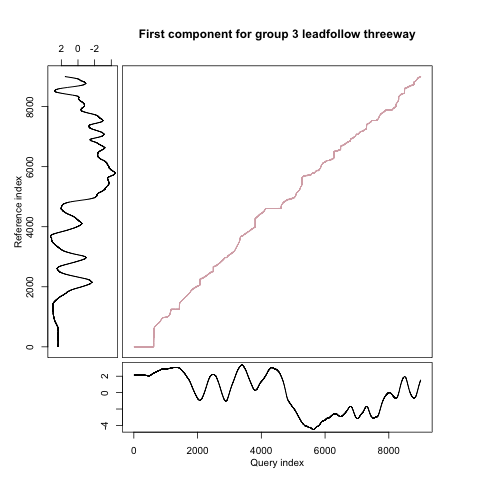 First component for group 3 leadfollow threeway
2 0 -2
Reference index
8000
6000
4000
2000
0
2
0
-4
0 2000 4000 6000 8000
Query index